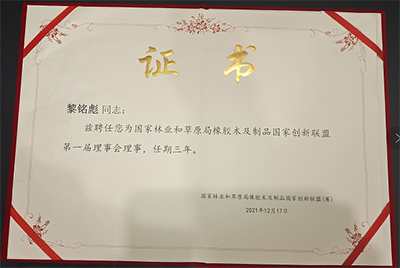 证 书
黎铭彪 同志：
兹聘任您为国家林业和草原局橡胶木及制品国家创新联盟
第一届理事会理事，任期三年。
国家林业和草原局橡胶木及制品国家创新联盟(筹)
2021年12月17日